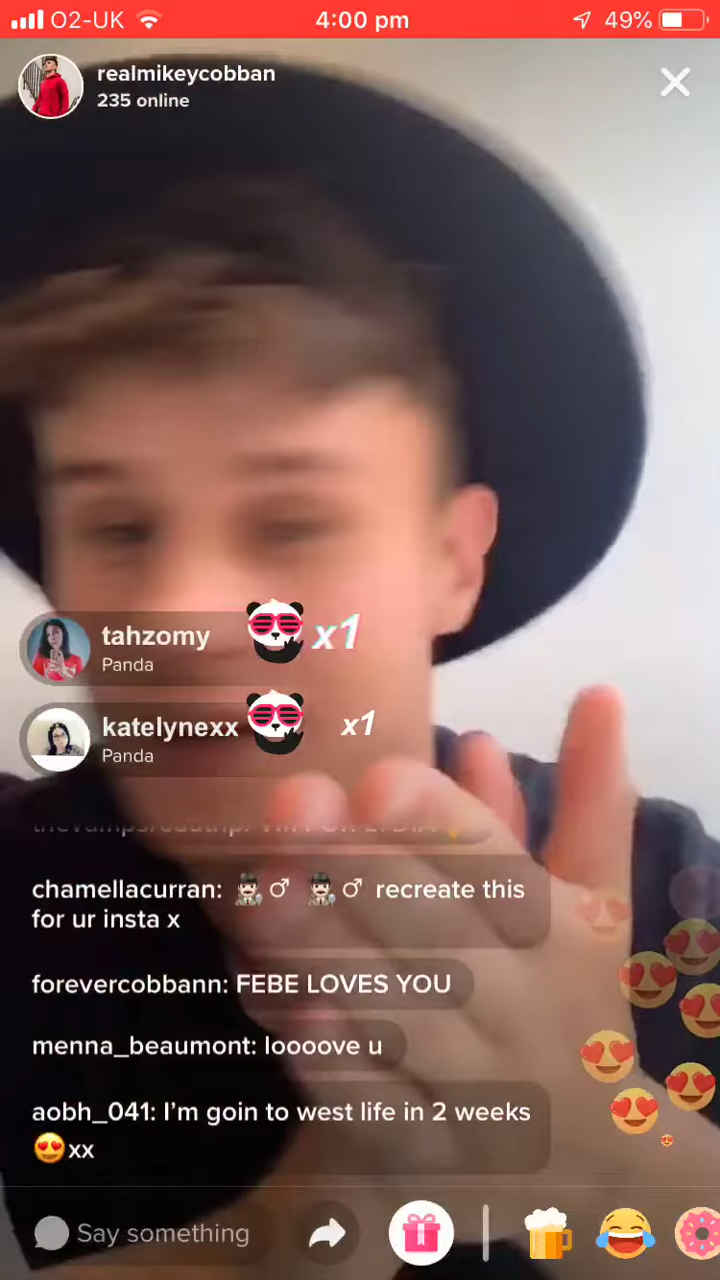 O2-UK 4:00 pm 49%
realmikeycobban
235 online
tahzomy x1
Panda
katelynexx x1
Panda
chamellacurran: 🕵🏻♂ 🕵🏻♂ recreate this
for ur insta x
forevercobbann: FEBE LOVES YOU
menna_beaumont: loooove u
aobh_041: I'm goin to west life in 2 weeks
😍xx
Say something